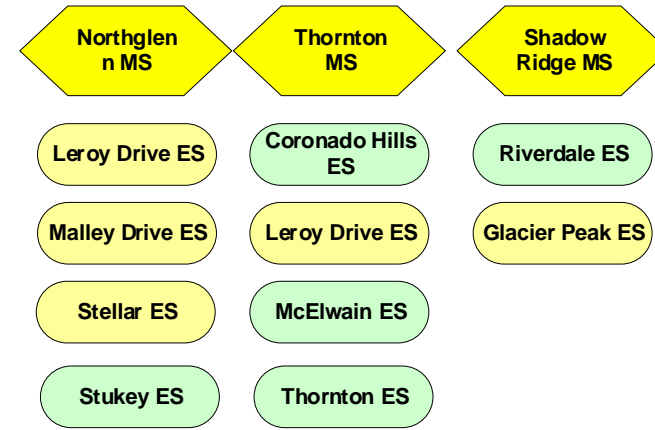 Northglen
n MS
Thornton
MS
Shadow
Ridge MS
Leroy Drive ES
Coronado Hills
ES
Riverdale ES
Malley Drive ES
Leroy Drive ES
Glacier Peak ES
Stellar ES
McElwain ES
Stukey ES
Thornton ES